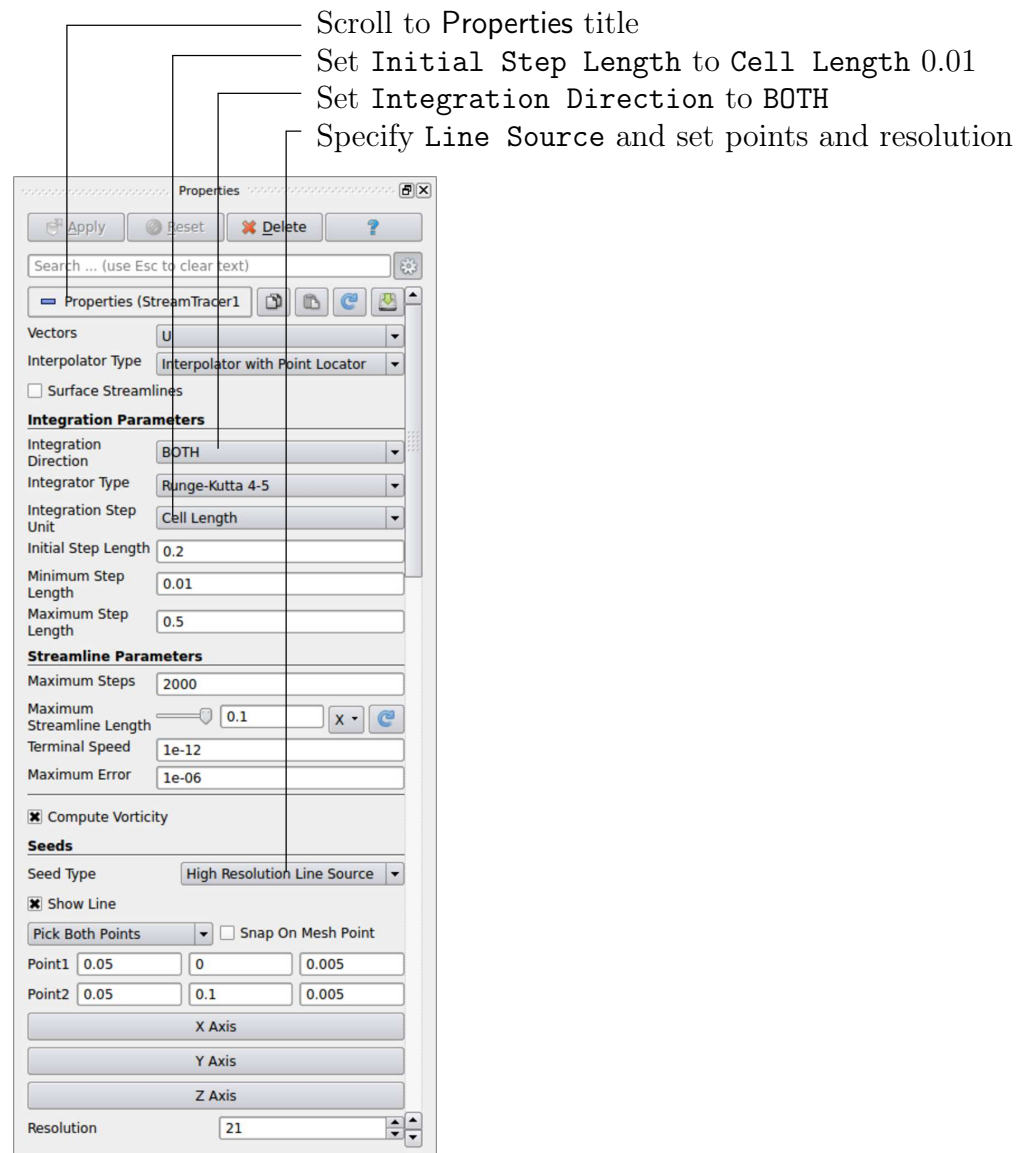 Scroll to Properties title
Set Initial Step Length to Cell Length 0.01
Set Integration Direction to BOTH
Specify Line Source and set points and resolution
Properties
Apply Reset Delete ?
Search ... (use Esc to clear text)
Properties (StreamTracer1
Vectors U
Interpolator Type Interpolator with Point Locator
Surface Streamlines
Integration Parameters
Integration
Direction BOTH
Integrator Type Runge-Kutta 4-5
Integration Step
Unit Cell Length
Initial Step Length 0.2
Minimum Step
Length 0.01
Maximum Step
Length 0.5
Streamline Parameters
Maximum Steps 2000
Maximum
Streamline Length 0.1 X
Terminal Speed 1e-12
Maximum Error 1e-06
Compute Vorticity
Seeds
Seed Type High Resolution Line Source
Show Line
Pick Both Points Snap On Mesh Point
Point1 0.05 0 0.005
Point2 0.05 0.1 0.005
X Axis
Y Axis
Z Axis
Resolution 21